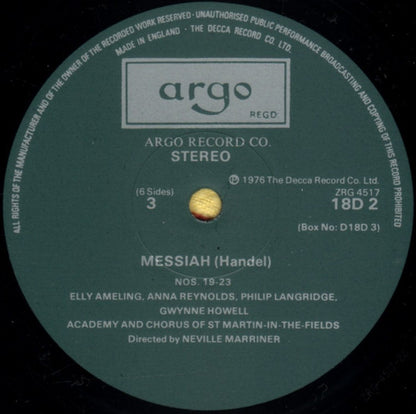 ALL RIGHTS OF THE MANUFACTURER AND OF THE OWNER OF THE RECORDED WORK RESERVED · UNAUTHORISED PUBLIC PERFORMANCE BROADCASTING AND COPYING OF THIS RECORD PROHIBITED
MADE IN ENGLAND · THE DECCA RECORD CO. LTD.
argo
REGD
ARGO RECORD CO.
STEREO
(6 Sides)
3
Ⓟ 1976 The Decca Record Co. Ltd.
ZRG 4517
18D 2
(Box No: D18D 3)
MESSIAH (Handel)
NOS. 19-23
ELLY AMELING, ANNA REYNOLDS, PHILIP LANGRIDGE,
GWYNNE HOWELL
ACADEMY AND CHORUS OF ST MARTIN-IN-THE-FIELDS
Directed by NEVILLE MARRINER